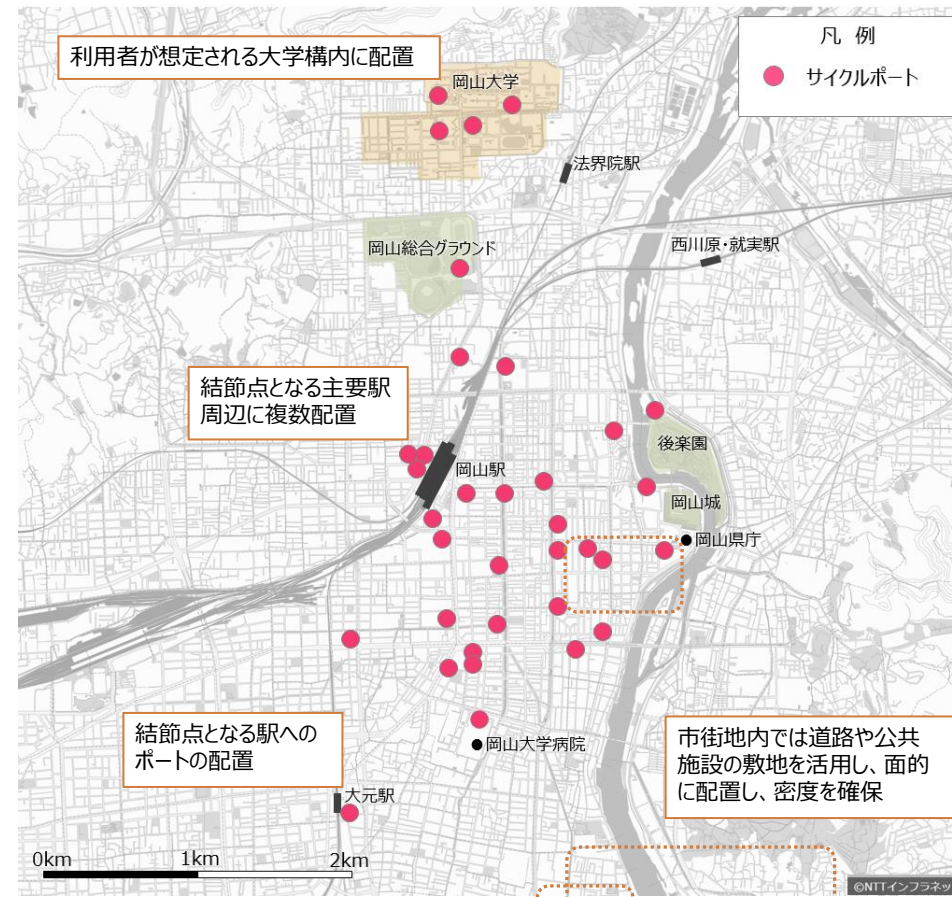 利用者が想定される大学構内に配置
凡 例
サイクルポート
岡山大学
法界院駅
岡山総合グラウンド
西川原・就実駅
結節点となる主要駅
周辺に複数配置
後楽園
岡山駅
岡山城
岡山県庁
結節点となる駅への
ポートの配置
岡山大学病院
市街地内では道路や公共
施設の敷地を活用し、面的
に配置し、密度を確保
大元駅
0km 1km 2km
©NTTインフラネッ